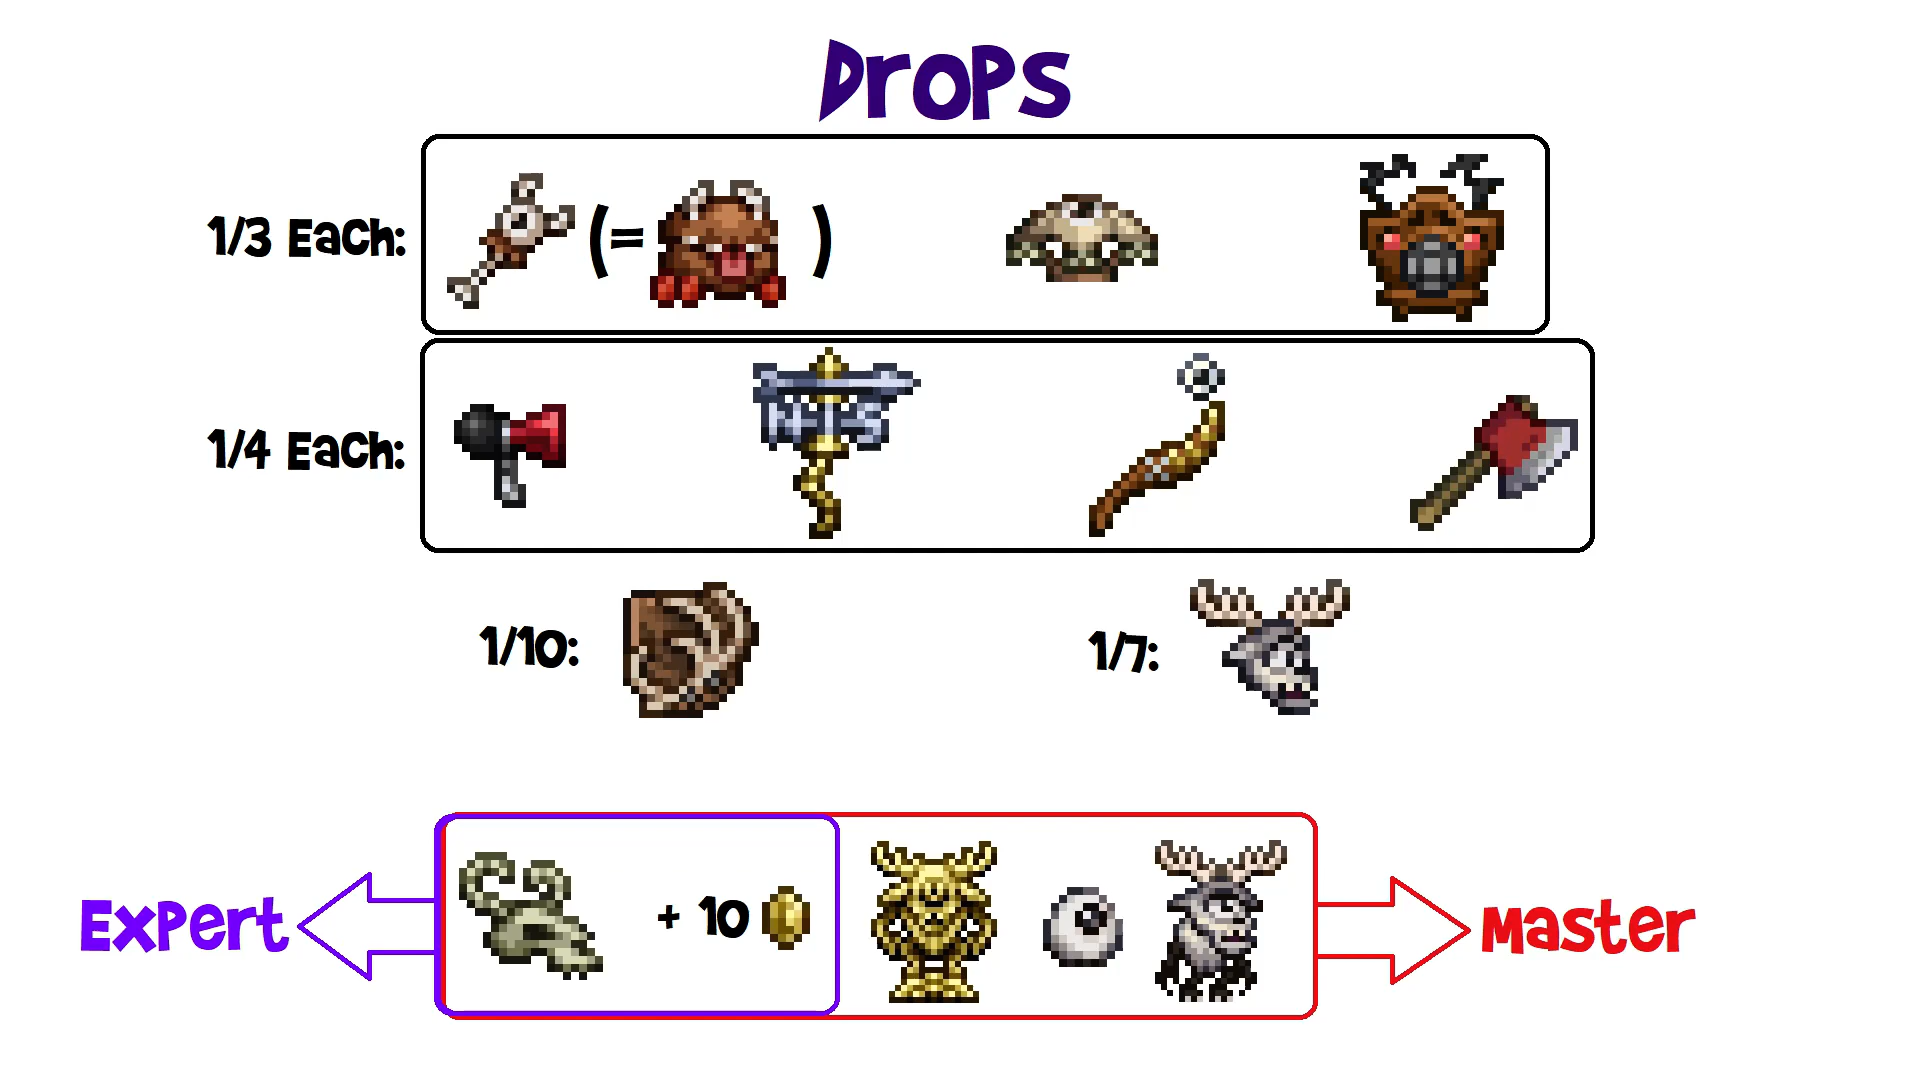 Drops
1/3 Each: (= )
1/4 Each:
1/10: 1/7:
Expert + 10 Master